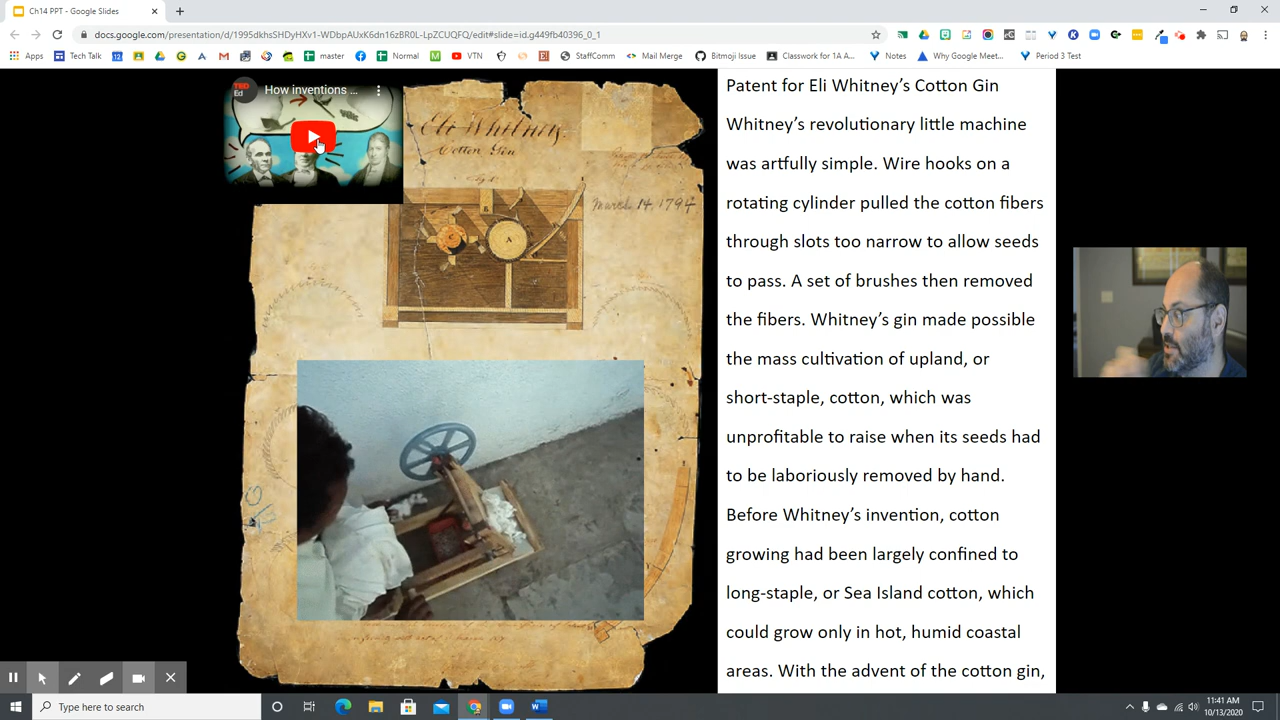 Ch14 PPT - Google Slides
docs.google.com/presentation/d/1995dkhsSHDyHXv1-WDbpAUxK6dn16zBR0L-LpZCUQFQ/edit#slide=id.g449fb40396_0_1
Apps
Tech Talk
master
Normal
VTN
StaffComm
Mail Merge
Bitmoji Issue
Classwork for 1A A...
Notes
Why Google Meet...
Period 3 Test
TED
Ed
How inventions ...
Eli Whitney
Cotton Gin
March 14, 1794
Patent for Eli Whitney's Cotton Gin
Whitney's revolutionary little machine
was artfully simple. Wire hooks on a
rotating cylinder pulled the cotton fibers
through slots too narrow to allow seeds
to pass. A set of brushes then removed
the fibers. Whitney's gin made possible
the mass cultivation of upland, or
short-staple, cotton, which was
unprofitable to raise when its seeds had
to be laboriously removed by hand.
Before Whitney's invention, cotton
growing had been largely confined to
long-staple, or Sea Island cotton, which
could grow only in hot, humid coastal
areas. With the advent of the cotton gin,
Type here to search
11:41 AM
10/13/2020